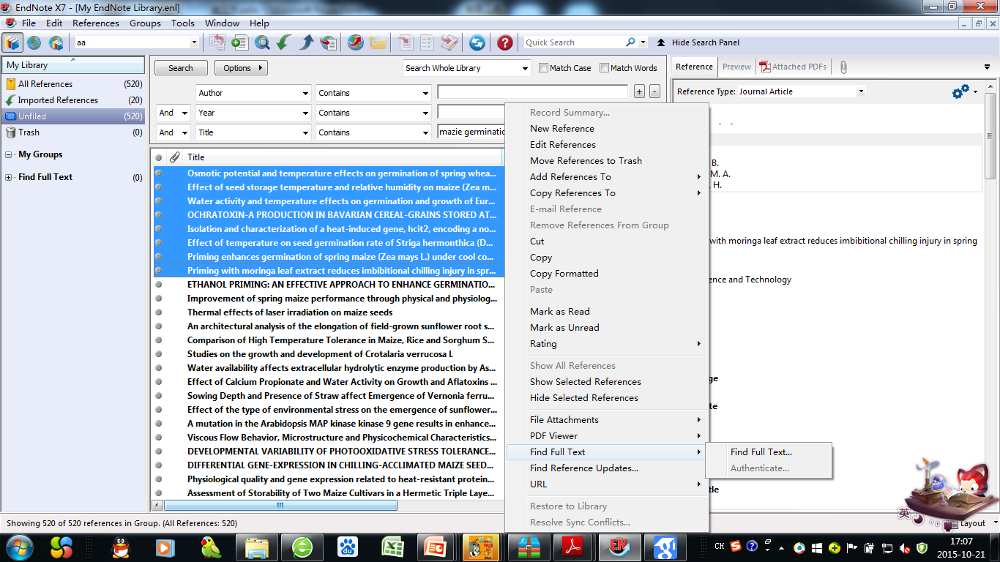 EndNote X7 - [My EndNote Library.enl]
File Edit References Groups Tools Window Help
aa
Quick Search
Hide Search Panel
My Library
All References (520)
Imported References (20)
Unfiled (520)
Trash (0)
My Groups
Find Full Text (0)
Search Options Search Whole Library Match Case Match Words
Author Contains + -
And Year Contains
And Title Contains mazie germinatio
Title
Osmotic potential and temperature effects on germination of spring whea...
Effect of seed storage temperature and relative humidity on maize (Zea m...
Water activity and temperature effects on germination and growth of Eur...
OCHRATOXIN-A PRODUCTION IN BAVARIAN CEREAL-GRAINS STORED AT...
Isolation and characterization of a heat-induced gene, hcit2, encoding a no...
Effect of temperature on seed germination rate of Striga hermonthica (D...
Priming enhances germination of spring maize (Zea mays L.) under cool co...
Priming with moringa leaf extract reduces imbibitional chilling injury in spr...
ETHANOL PRIMING: AN EFFECTIVE APPROACH TO ENHANCE GERMINATIO...
Improvement of spring maize performance through physical and physiolog...
Thermal effects of laser irradiation on maize seeds
An architectural analysis of the elongation of field-grown sunflower root s...
Comparison of High Temperature Tolerance in Maize, Rice and Sorghum S...
Studies on the growth and development of Crotalaria verrucosa L
Water availability affects extracellular hydrolytic enzyme production by As...
Effect of Calcium Propionate and Water Activity on Growth and Aflatoxins ...
Sowing Depth and Presence of Straw affect Emergence of Vernonia ferru...
Effect of the type of environmental stress on the emergence of sunflower...
A mutation in the Arabidopsis MAP kinase kinase 9 gene results in enhance...
Viscous Flow Behavior, Microstructure and Physicochemical Characteristics...
DEVELOPMENTAL VARIABILITY OF PHOTOOXIDATIVE STRESS TOLERANCE...
DIFFERENTIAL GENE-EXPRESSION IN CHILLING-ACCLIMATED MAIZE SEED...
Physiological quality and gene expression related to heat-resistant protein...
Assessment of Storability of Two Maize Cultivars in a Hermetic Triple Laye...
Record Summary...
New Reference
Edit References
Move References to Trash
Add References To
Copy References To
E-mail Reference
Remove References From Group
Cut
Copy
Copy Formatted
Paste
Mark as Read
Mark as Unread
Rating
Show All References
Show Selected References
Hide Selected References
File Attachments
PDF Viewer
Find Full Text
Find Reference Updates...
URL
Restore to Library
Resolve Sync Conflicts...
Find Full Text...
Authenticate...
Reference Preview Attached PDFs
Reference Type: Journal Article
B.
M. A.
H.
with moringa leaf extract reduces imbibitional chilling injury in spring
ence and Technology
ge
te
tle
英
Showing 520 of 520 references in Group. (All References: 520)
Layout
CH
17:07
2015-10-21